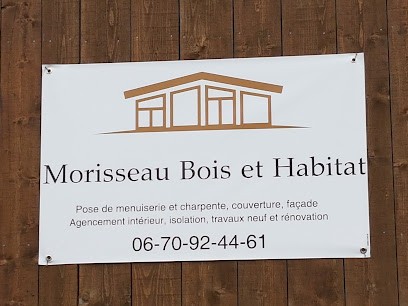 Morisseau Bois et Habitat
Pose de menuiserie et charpente, couverture, façade
Agencement intérieur, isolation, travaux neuf et rénovation
06-70-92-44-61